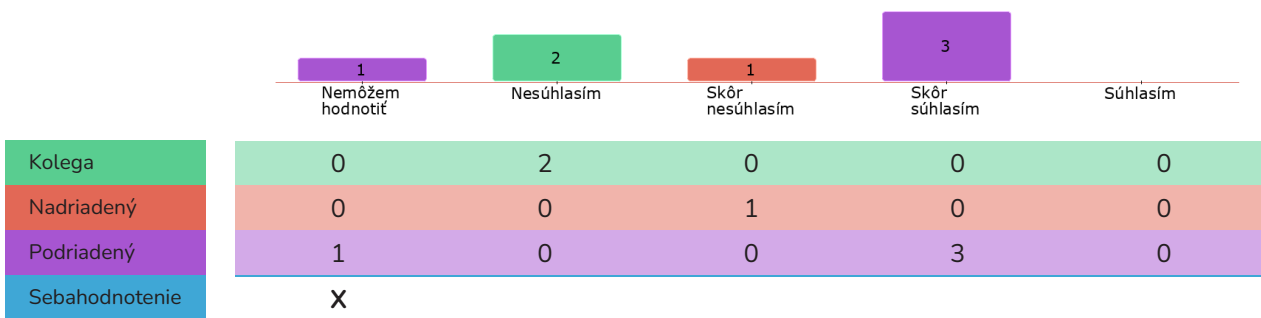 1
2
1
3
Nemôžem
hodnotiť
Nesúhlasím
Skôr
nesúhlasím
Skôr
súhlasím
Súhlasím
Kolega 0 2 0 0 0
Nadriadený 0 0 1 0 0
Podriadený 1 0 0 3 0
Sebahodnotenie x